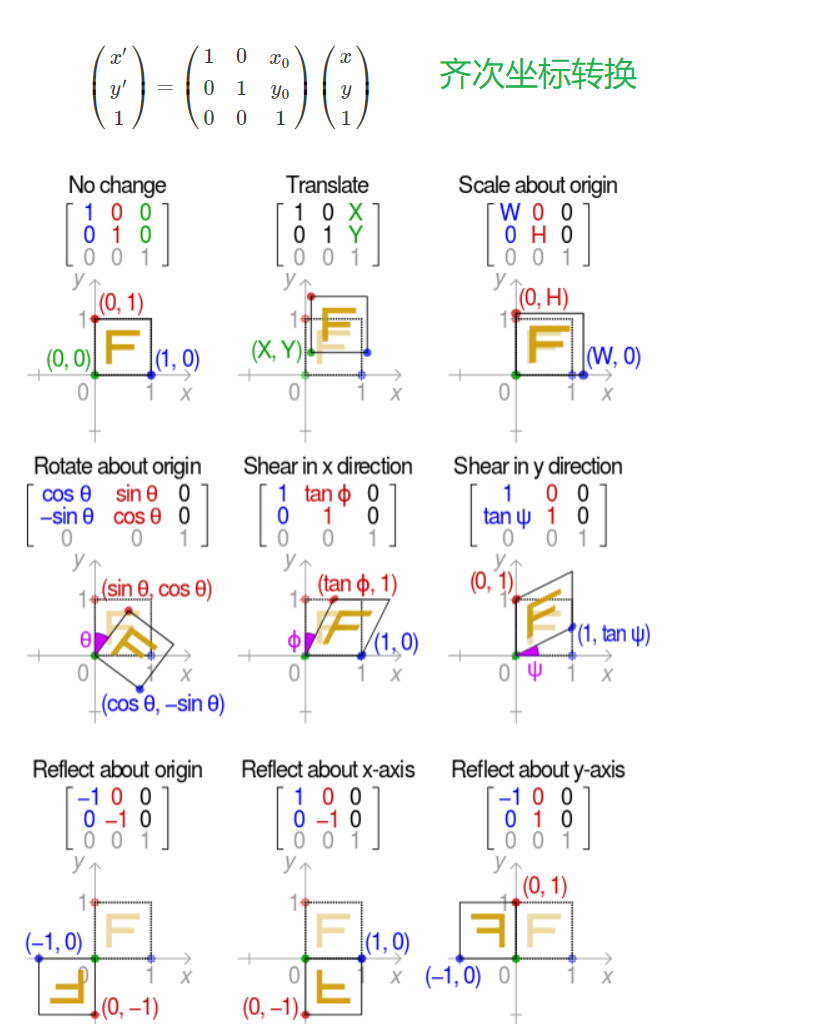 ( x′ ) = ( 1 0 x₀ ) ( x )
( y′ ) ( 0 1 y₀ ) ( y )
( 1 ) ( 0 0 1 ) ( 1 )
齐次坐标转换
No change
1 0 0
0 1 0
0 0 1
y
1
(0, 1)
F
(0, 0)
(1, 0)
0
1
x
Translate
1 0 X
0 1 Y
0 0 1
y
1
F
F
(X, Y)
0
1
x
Scale about origin
W 0 0
0 H 0
0 0 1
y
(0, H)
1
F
(W, 0)
0
1
x
Rotate about origin
cos θ sin θ 0
−sin θ cos θ 0
0 0 1
y
1
(sin θ, cos θ)
F
F
θ
0
1
x
(cos θ, −sin θ)
Shear in x direction
1 tan ϕ 0
0 1 0
0 0 1
y
(tan ϕ, 1)
1
F
F
ϕ
(1, 0)
0
1
x
Shear in y direction
1 0 0
tan ψ 1 0
0 0 1
y
(0, 1)
F
F
(1, tan ψ)
0
ψ
1
x
Reflect about origin
−1 0 0
0 −1 0
0 0 1
y
1
F
(−1, 0)
0
1
x
F
(0, −1)
Reflect about x-axis
1 0 0
0 −1 0
0 0 1
y
1
F
(1, 0)
0
1
x
F
(0, −1)
Reflect about y-axis
−1 0 0
0 1 0
0 0 1
y
(0, 1)
1
F
F
(−1, 0)
0
1
x